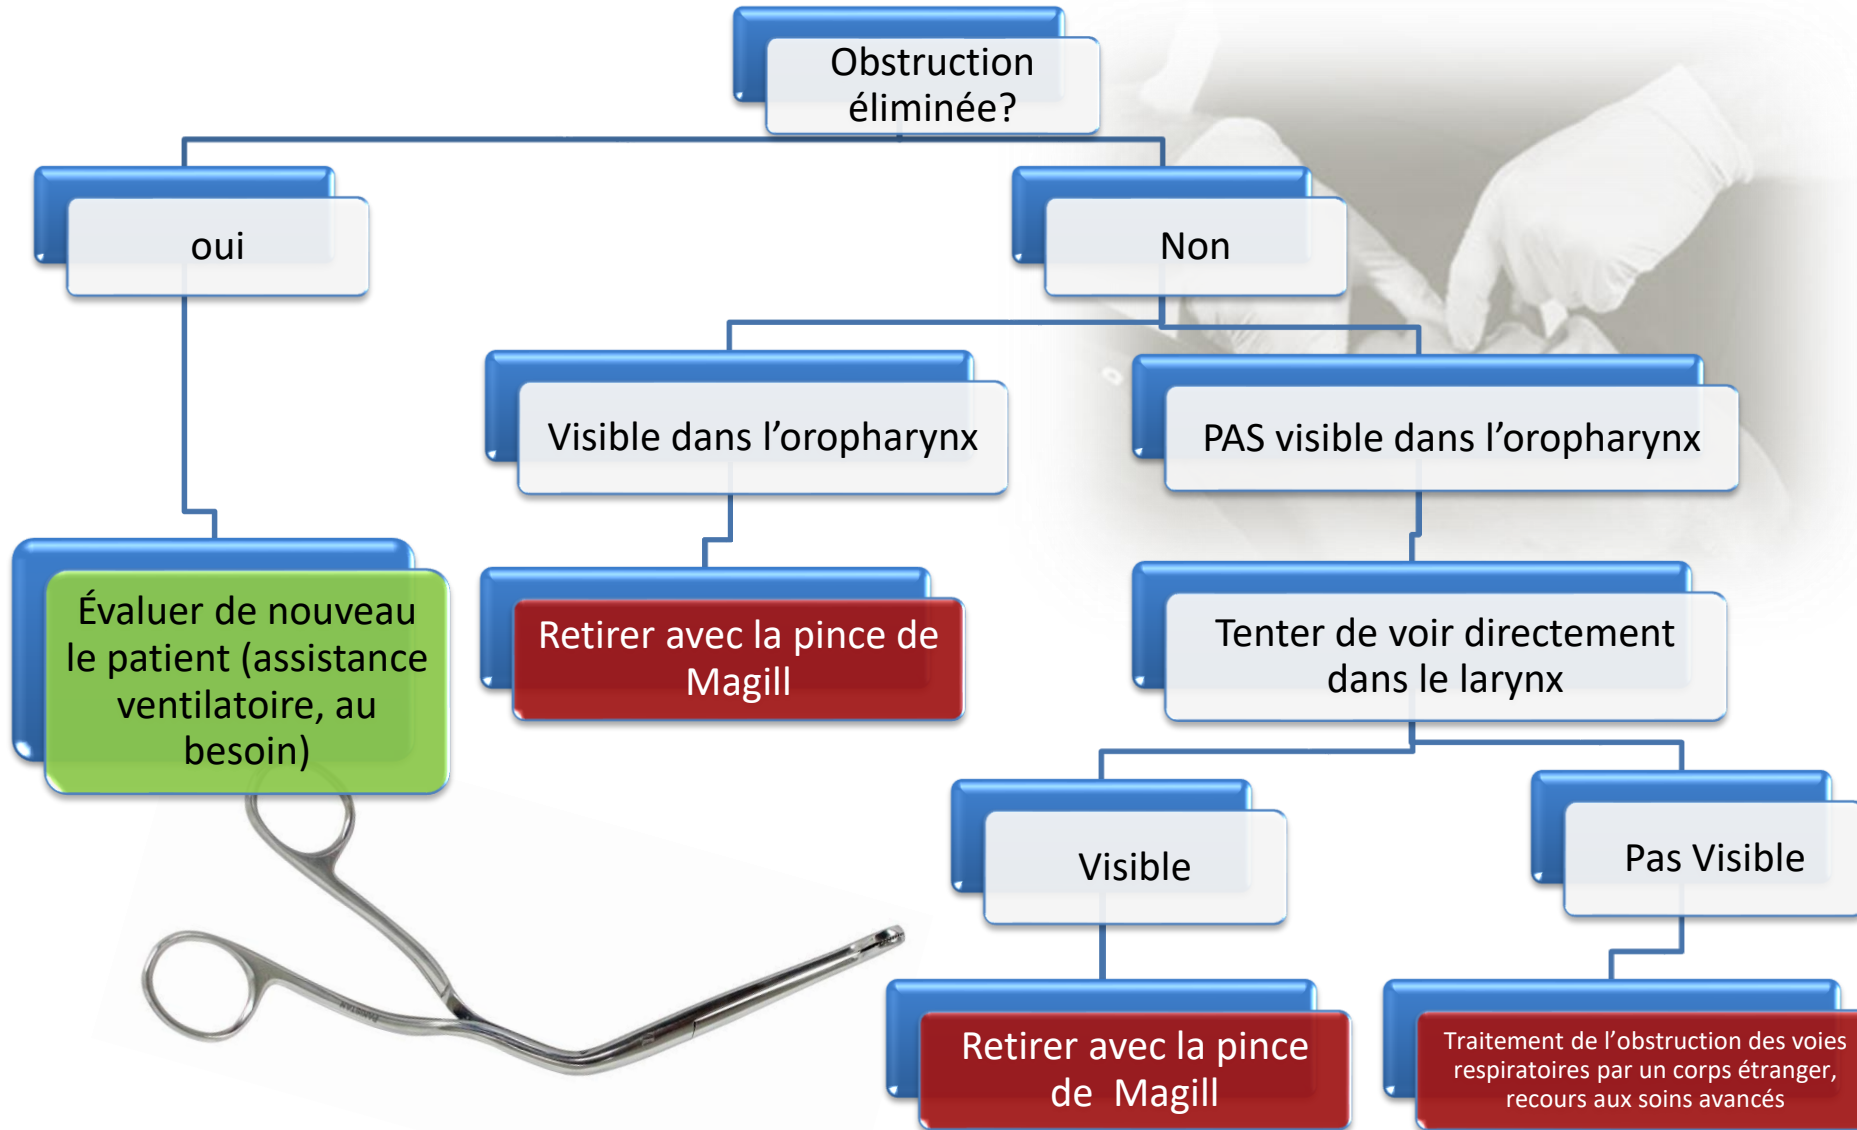 Obstruction
éliminée?
oui
Non
Visible dans l’oropharynx
PAS visible dans l’oropharynx
Évaluer de nouveau
le patient (assistance
ventilatoire, au
besoin)
Retirer avec la pince de
Magill
Tenter de voir directement
dans le larynx
Visible
Pas Visible
Retirer avec la pince
de Magill
Traitement de l’obstruction des voies
respiratoires par un corps étranger,
recours aux soins avancés